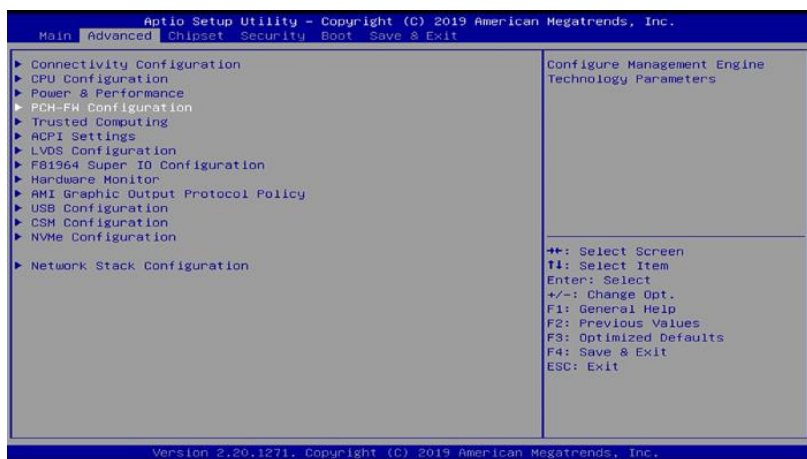 Aptio Setup Utility – Copyright (C) 2019 American Megatrends, Inc.
Main Advanced Chipset Security Boot Save & Exit
▶ Connectivity Configuration
▶ CPU Configuration
▶ Power & Performance
▶ PCH-FW Configuration
▶ Trusted Computing
▶ ACPI Settings
▶ LVDS Configuration
▶ F81964 Super IO Configuration
▶ Hardware Monitor
▶ AMI Graphic Output Protocol Policy
▶ USB Configuration
▶ CSM Configuration
▶ NVMe Configuration
▶ Network Stack Configuration
Configure Management Engine
Technology Parameters
→←: Select Screen
↑↓: Select Item
Enter: Select
+/-: Change Opt.
F1: General Help
F2: Previous Values
F3: Optimized Defaults
F4: Save & Exit
ESC: Exit
Version 2.20.1271. Copyright (C) 2019 American Megatrends, Inc.